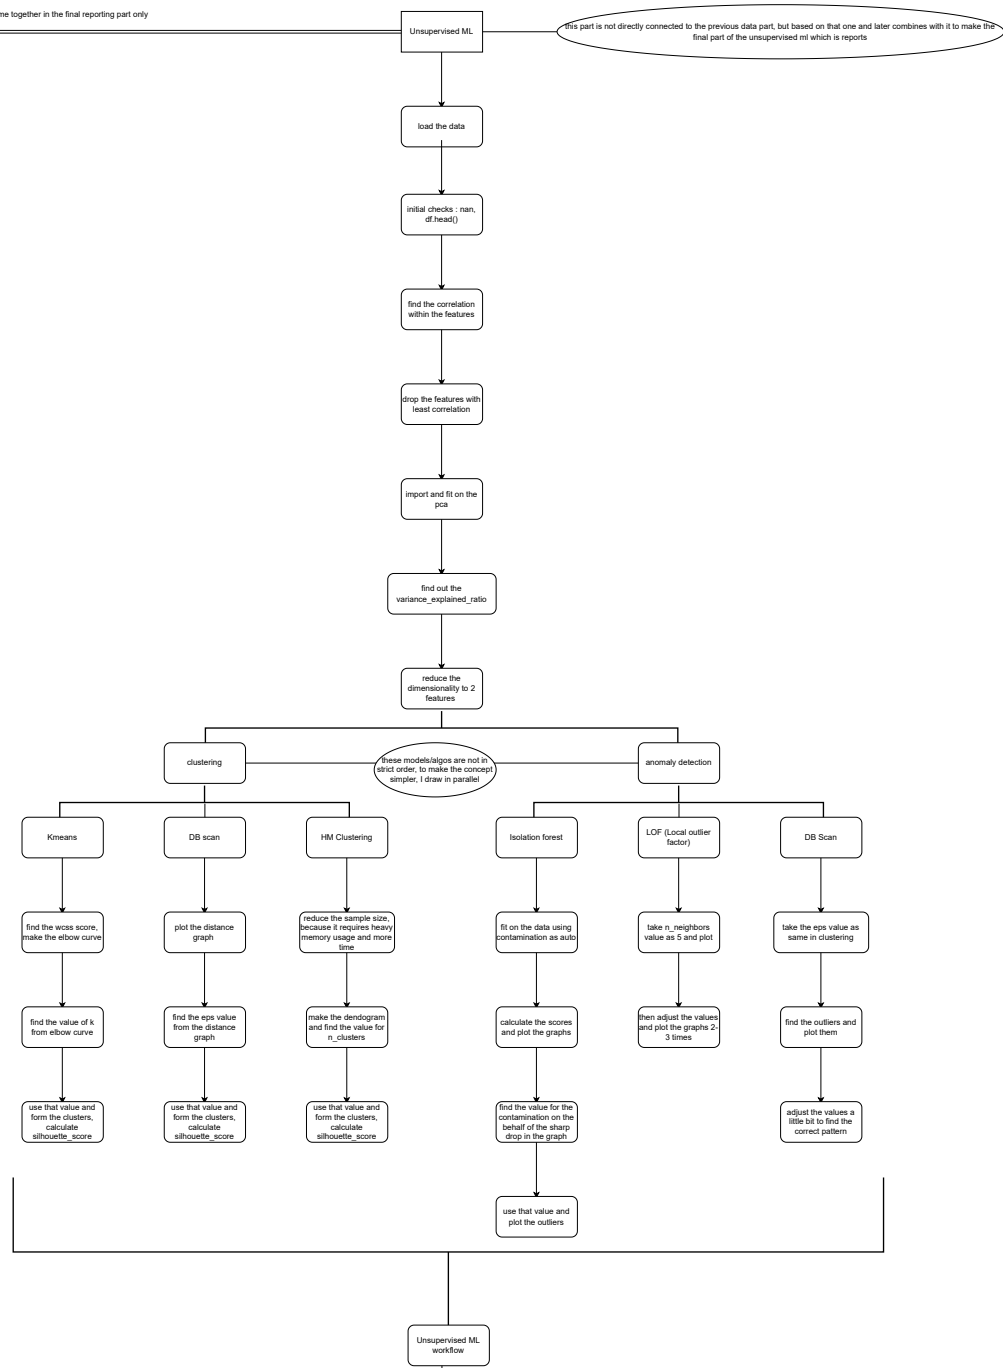 me together in the final reporting part only
Unsupervised ML
this part is not directly connected to the previous data part, but based on that one and later combines with it to make the
final part of the unsupervised ml which is reports
load the data
initial checks : nan,
df.head()
find the correlation
within the features
drop the features with
least correlation
import and fit on the
pca
find out the
variance_explained_ratio
reduce the
dimensionality to 2
features
clustering
these models/algos are not in
strict order, to make the concept
simpler, I draw in parallel
anomaly detection
Kmeans
DB scan
HM Clustering
Isolation forest
LOF (Local outlier
factor)
DB Scan
find the wcss score,
make the elbow curve
plot the distance
graph
reduce the sample size,
because it requires heavy
memory usage and more
time
fit on the data using
contamination as auto
take n_neighbors
value as 5 and plot
take the eps value as
same in clustering
find the value of k
from elbow curve
find the eps value
from the distance
graph
make the dendogram
and find the value for
n_clusters
calculate the scores
and plot the graphs
then adjust the values
and plot the graphs 2-
3 times
find the outliers and
plot them
use that value and
form the clusters,
calculate
silhouette_score
use that value and
form the clusters,
calculate
silhouette_score
use that value and
form the clusters,
calculate
silhouette_score
find the value for the
contamination on the
behalf of the sharp
drop in the graph
adjust the values a
little bit to find the
correct pattern
use that value and
plot the outliers
Unsupervised ML
workflow